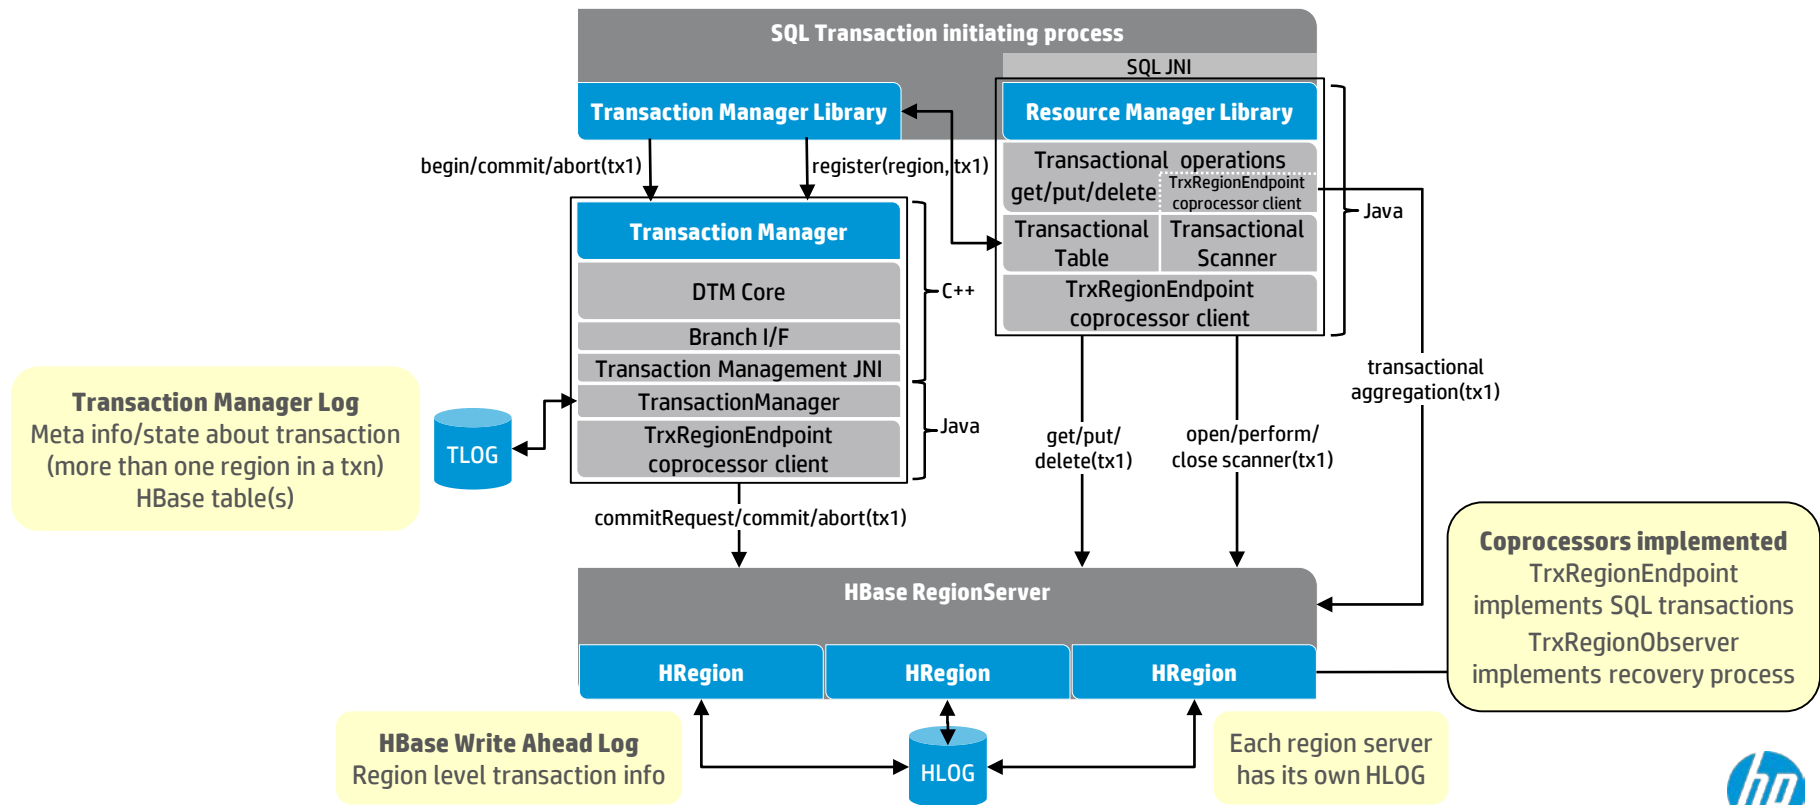 SQL Transaction initiating process
SQL JNI
Transaction Manager Library
Resource Manager Library
begin/commit/abort(tx1)
register(region, tx1)
Transactional operations
get/put/delete
TrxRegionEndpoint
coprocessor client
Java
Transactional
Table
Transactional
Scanner
TrxRegionEndpoint
coprocessor client
Transaction Manager
DTM Core
C++
Branch I/F
Transaction Management JNI
TransactionManager
Java
TrxRegionEndpoint
coprocessor client
Transaction Manager Log
Meta info/state about transaction
(more than one region in a txn)
HBase table(s)
TLOG
transactional
aggregation(tx1)
get/put/
delete(tx1)
open/perform/
close scanner(tx1)
commitRequest/commit/abort(tx1)
HBase RegionServer
HRegion
HRegion
HRegion
Coprocessors implemented
TrxRegionEndpoint
implements SQL transactions
TrxRegionObserver
implements recovery process
HBase Write Ahead Log
Region level transaction info
HLOG
Each region server
has its own HLOG
hp